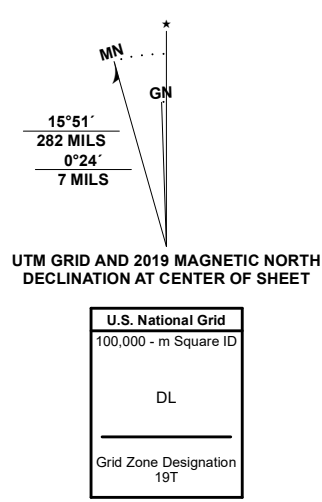 ★
MN
GN
15°51´
282 MILS
0°24´
7 MILS
UTM GRID AND 2019 MAGNETIC NORTH
DECLINATION AT CENTER OF SHEET
U.S. National Grid
100,000 - m Square ID
DL
Grid Zone Designation
19T